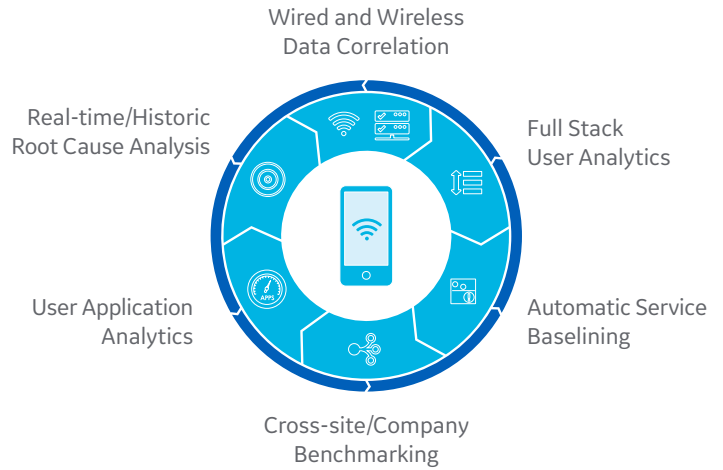 Wired and Wireless
Data Correlation
Real-time/Historic
Root Cause Analysis
Full Stack
User Analytics
APPS
User Application
Analytics
Automatic Service
Baselining
Cross-site/Company
Benchmarking